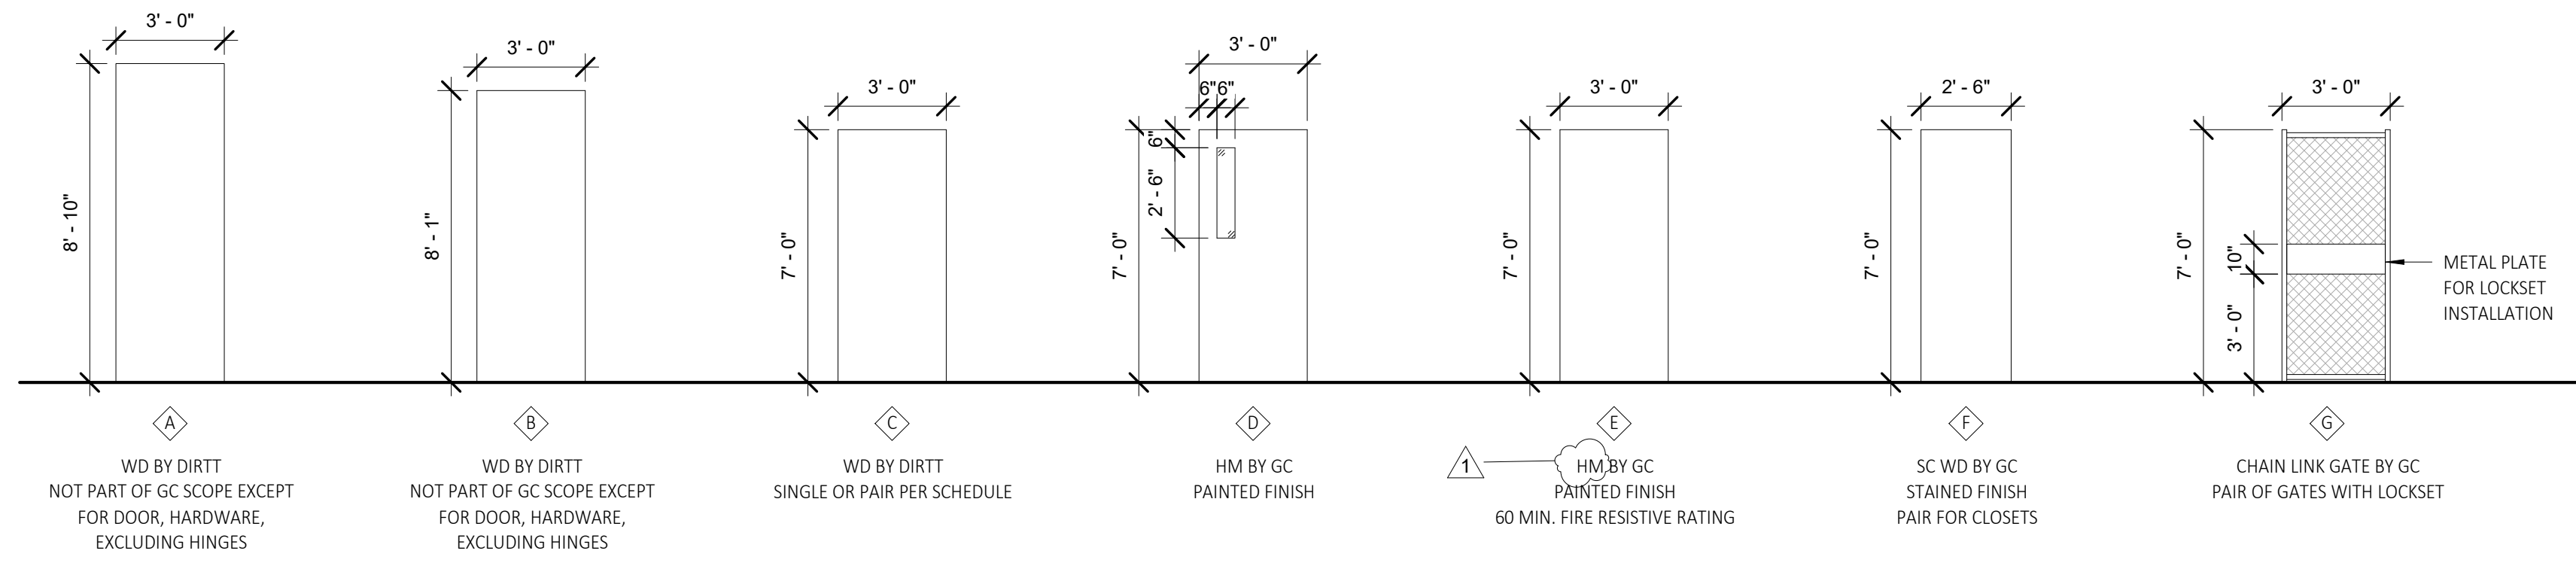 3' - 0"
8' - 10"
A
WD BY DIRTT
NOT PART OF GC SCOPE EXCEPT
FOR DOOR, HARDWARE,
EXCLUDING HINGES
3' - 0"
8' - 1"
B
WD BY DIRTT
NOT PART OF GC SCOPE EXCEPT
FOR DOOR, HARDWARE,
EXCLUDING HINGES
3' - 0"
7' - 0"
C
WD BY DIRTT
SINGLE OR PAIR PER SCHEDULE
3' - 0"
6" 6"
6"
2' - 6"
7' - 0"
D
HM BY GC
PAINTED FINISH
3' - 0"
7' - 0"
E
1
HM BY GC
PAINTED FINISH
60 MIN. FIRE RESISTIVE RATING
2' - 6"
7' - 0"
F
SC WD BY GC
STAINED FINISH
PAIR FOR CLOSETS
3' - 0"
7' - 0"
10"
3' - 0"
METAL PLATE
FOR LOCKSET
INSTALLATION
G
CHAIN LINK GATE BY GC
PAIR OF GATES WITH LOCKSET